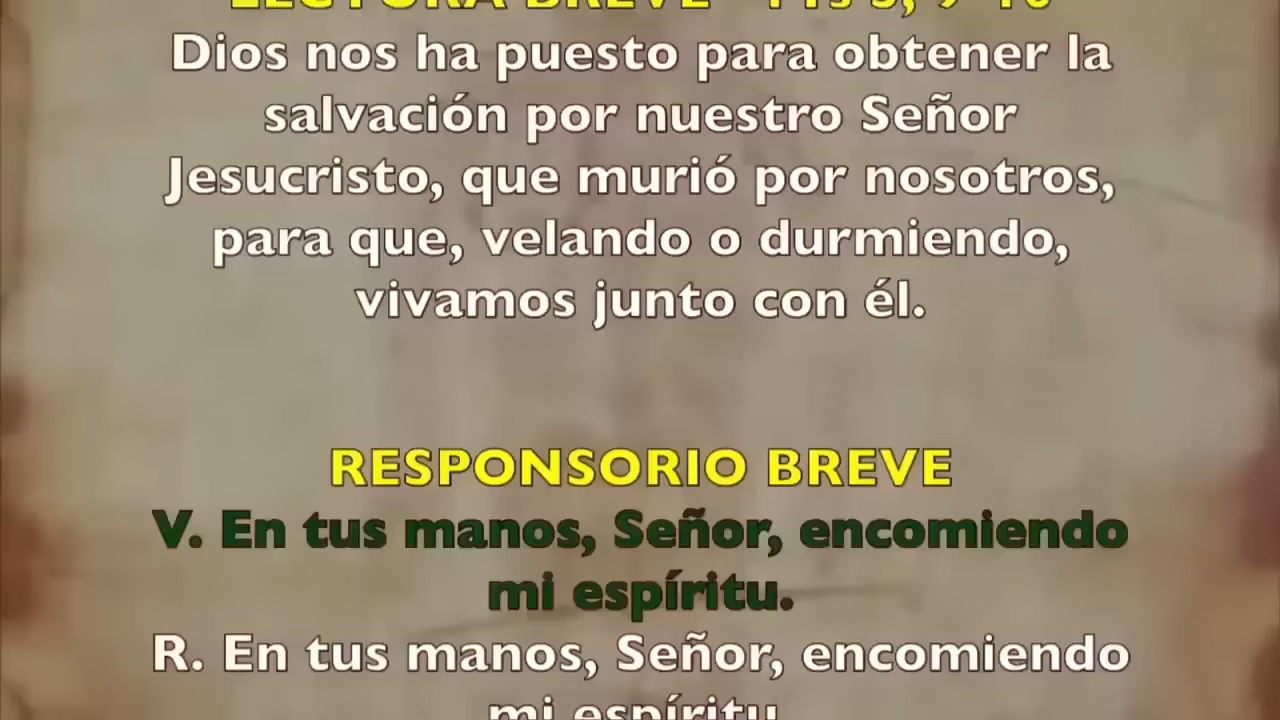 LECTURA BREVE
Dios nos ha puesto para obtener la
salvación por nuestro Señor
Jesucristo, que murió por nosotros,
para que, velando o durmiendo,
vivamos junto con él.
RESPONSORIO BREVE
V. En tus manos, Señor, encomiendo
mi espíritu.
R. En tus manos, Señor, encomiendo
mi espíritu.